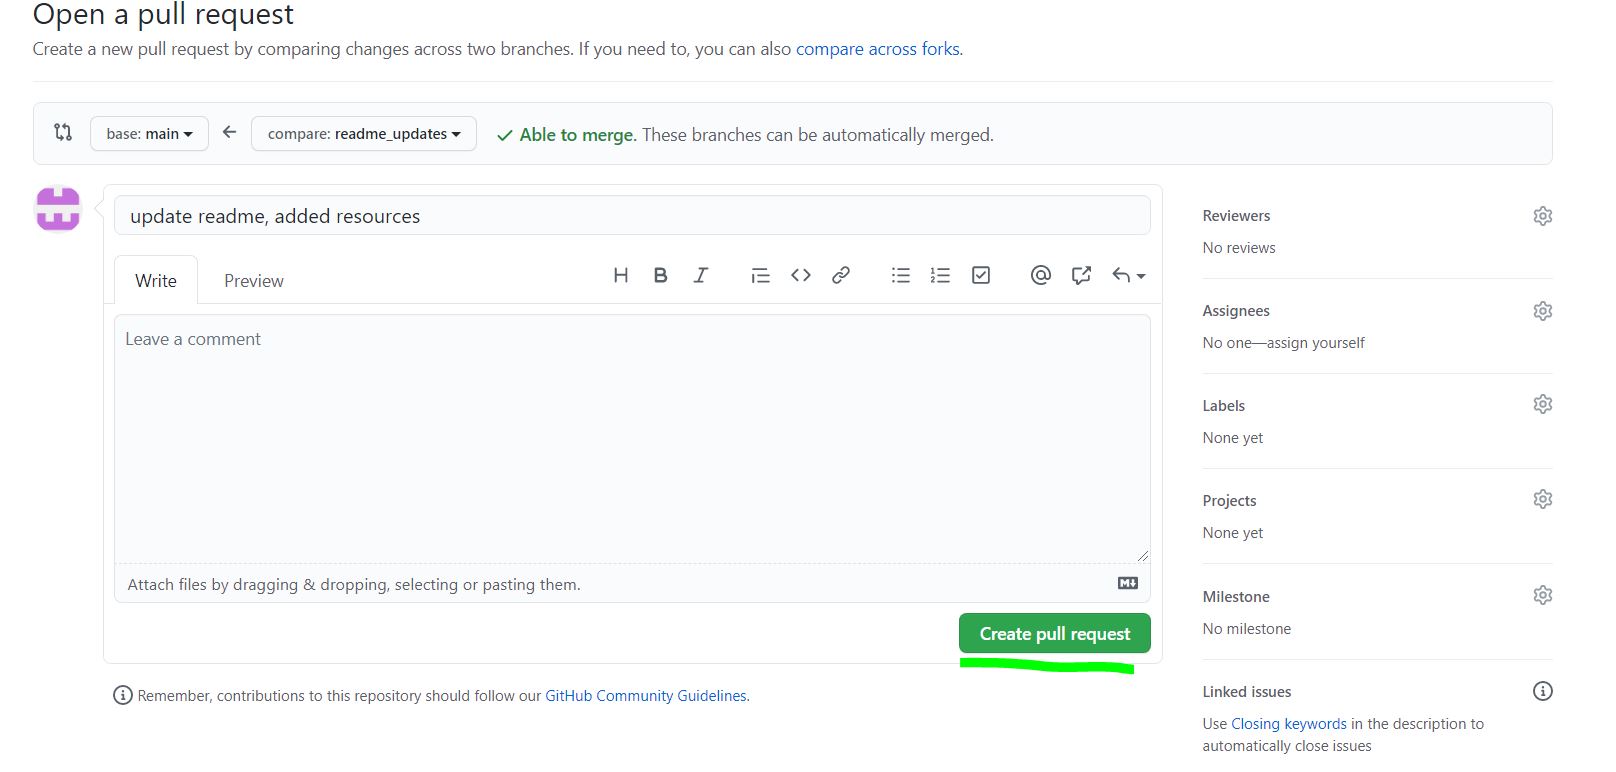 Open a pull request
Create a new pull request by comparing changes across two branches. If you need to, you can also compare across forks.
base: main
compare: readme_updates
Able to merge. These branches can be automatically merged.
update readme, added resources
Write
Preview
Leave a comment
Attach files by dragging & dropping, selecting or pasting them.
Create pull request
Remember, contributions to this repository should follow our GitHub Community Guidelines.
Reviewers
No reviews
Assignees
No one—assign yourself
Labels
None yet
Projects
None yet
Milestone
No milestone
Linked issues
Use Closing keywords in the description to
automatically close issues